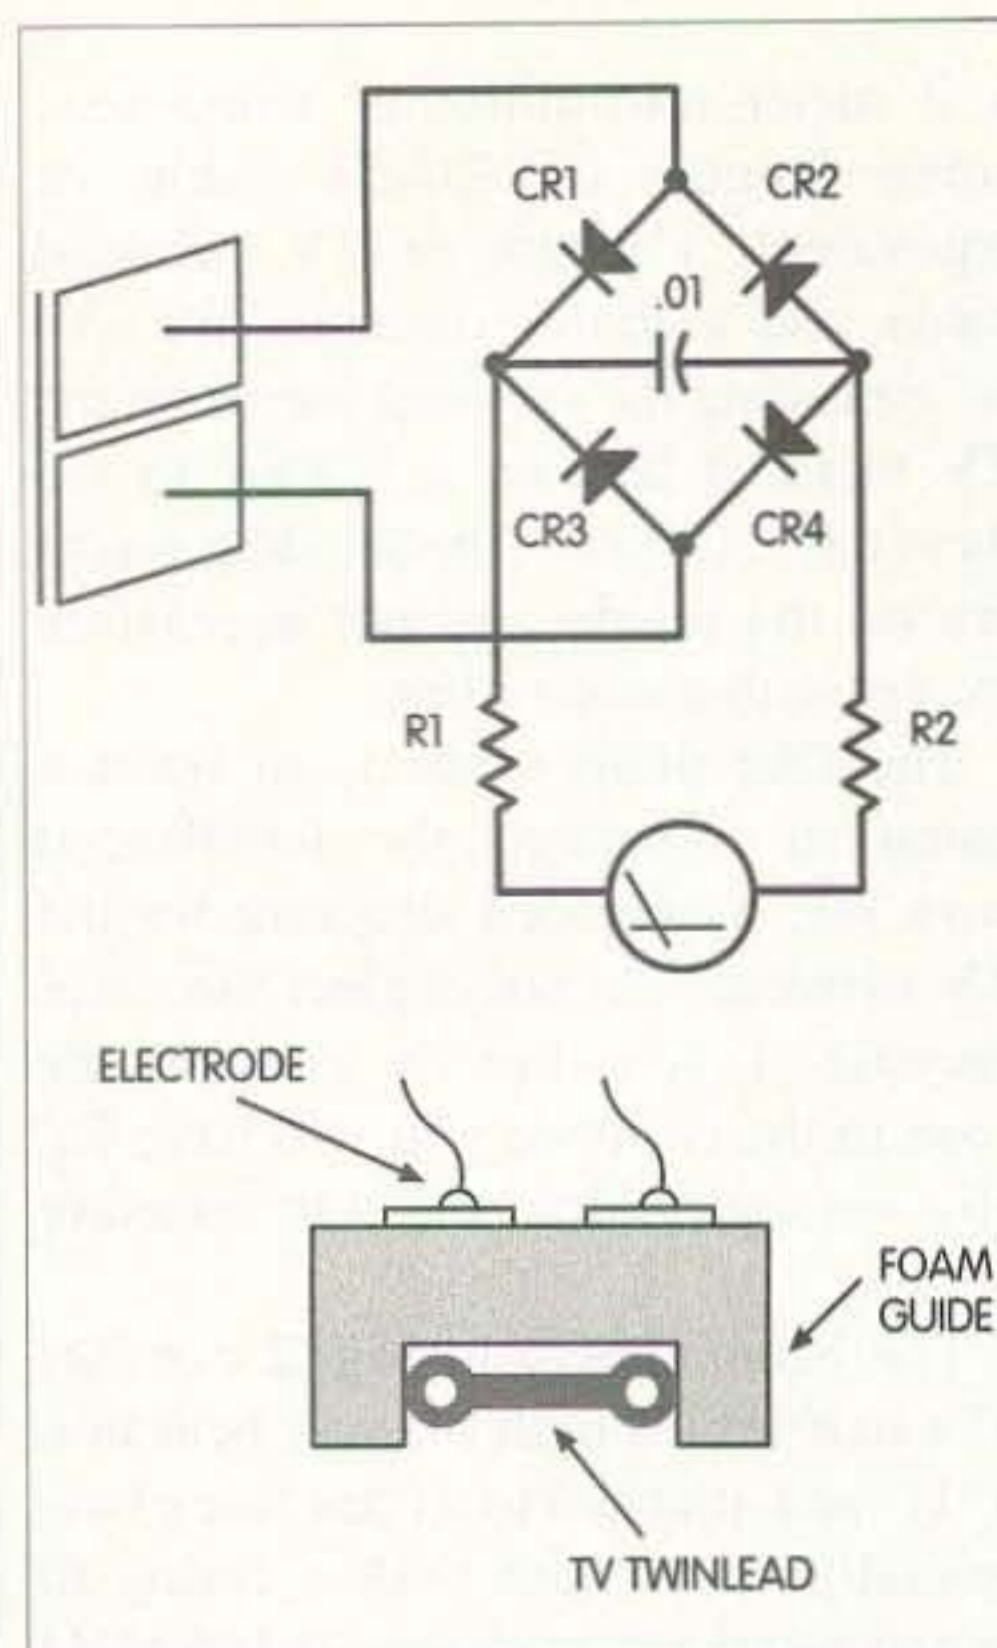 CR1
CR2
.01
CR3
CR4
R1
R2
ELECTRODE
FOAM
GUIDE
TV TWINLEAD